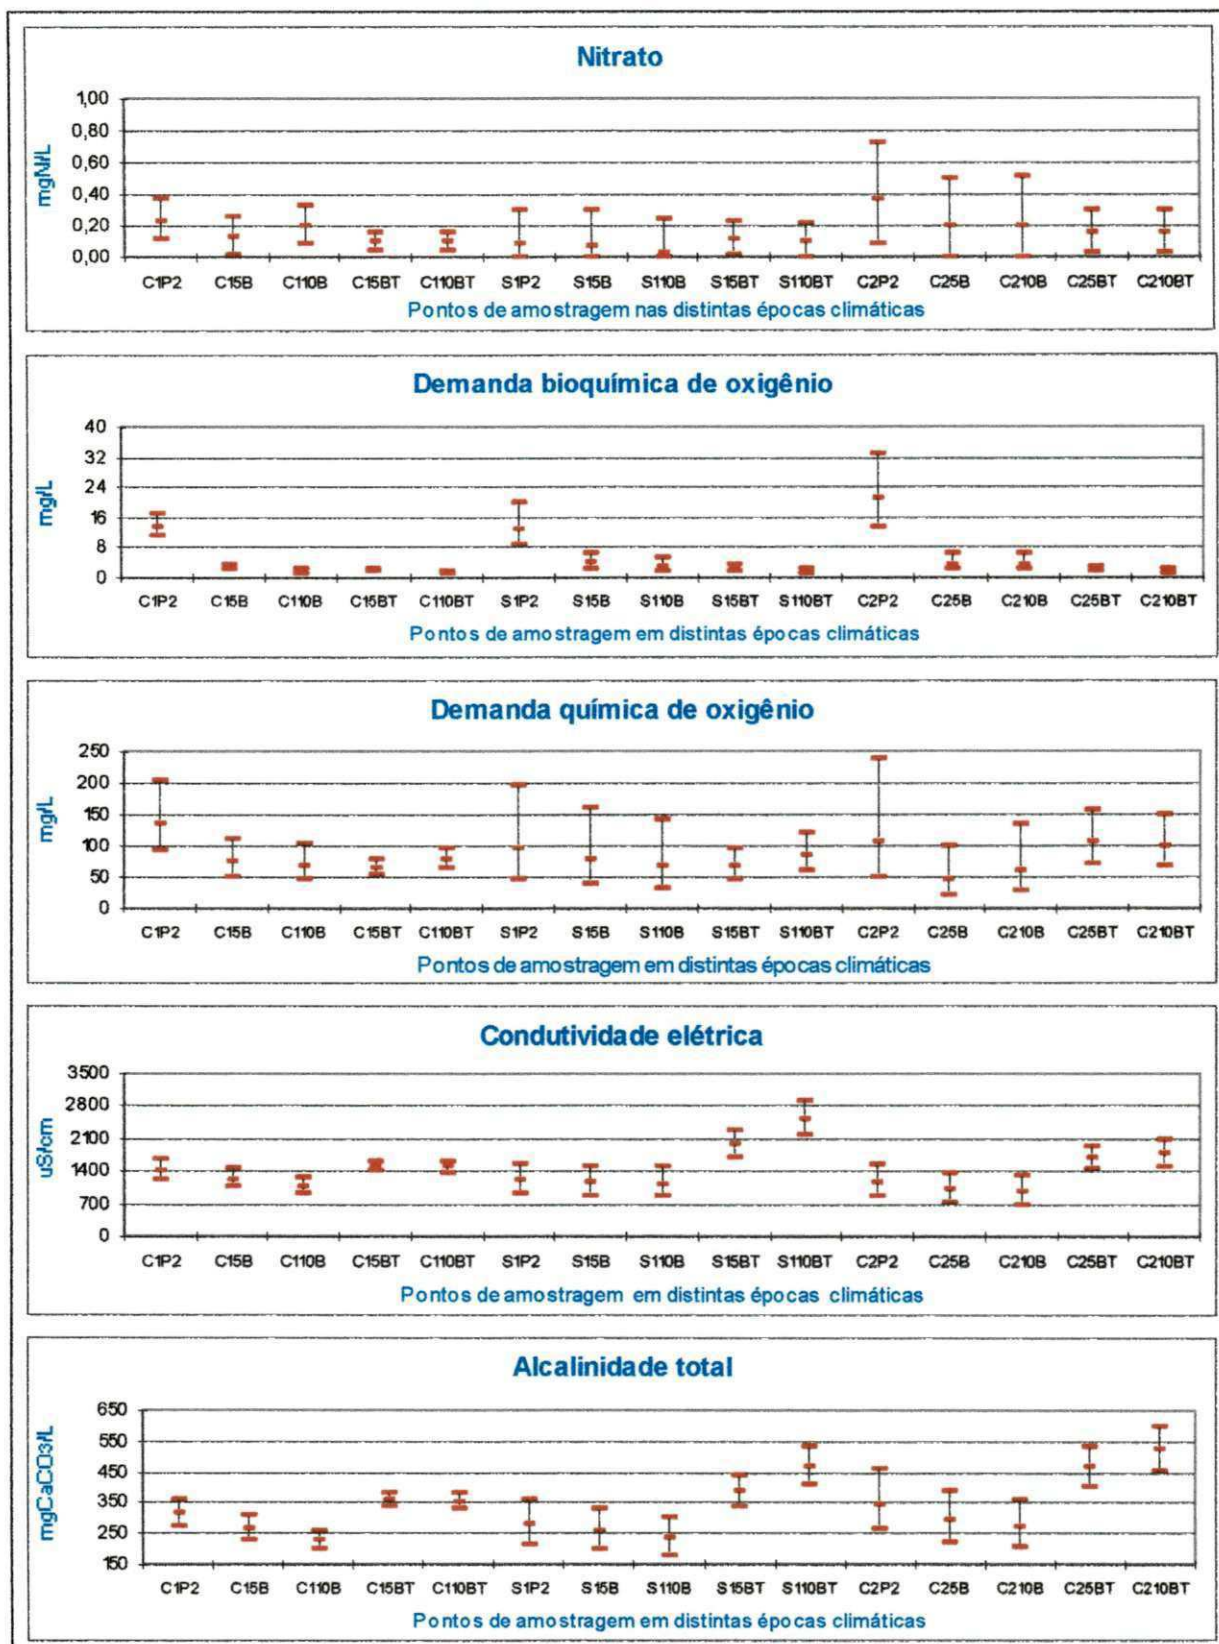 Nitrato
1,00
0,80
0,60
0,40
0,20
0,00
mgN/L
C1P2 C15B C110B C15BT C110BT S1P2 S15B S110B S15BT S110BT C2P2 C25B C210B C25BT C210BT
Pontos de amostragem nas distintas épocas climáticas
Demanda bioquímica de oxigênio
40
32
24
16
8
0
mg/L
C1P2 C15B C110B C15BT C110BT S1P2 S15B S110B S15BT S110BT C2P2 C25B C210B C25BT C210BT
Pontos de amostragem em distintas épocas climáticas
Demanda química de oxigênio
250
200
150
100
50
0
mg/L
C1P2 C15B C110B C15BT C110BT S1P2 S15B S110B S15BT S110BT C2P2 C25B C210B C25BT C210BT
Pontos de amostragem em distintas épocas climáticas
Condutividade elétrica
3500
2800
2100
1400
700
0
uS/cm
C1P2 C15B C110B C15BT C110BT S1P2 S15B S110B S15BT S110BT C2P2 C25B C210B C25BT C210BT
Pontos de amostragem em distintas épocas climáticas
Alcalinidade total
650
550
450
350
250
150
mgCaCO3/L
C1P2 C15B C110B C15BT C110BT S1P2 S15B S110B S15BT S110BT C2P2 C25B C210B C25BT C210BT
Pontos de amostragem em distintas épocas climáticas